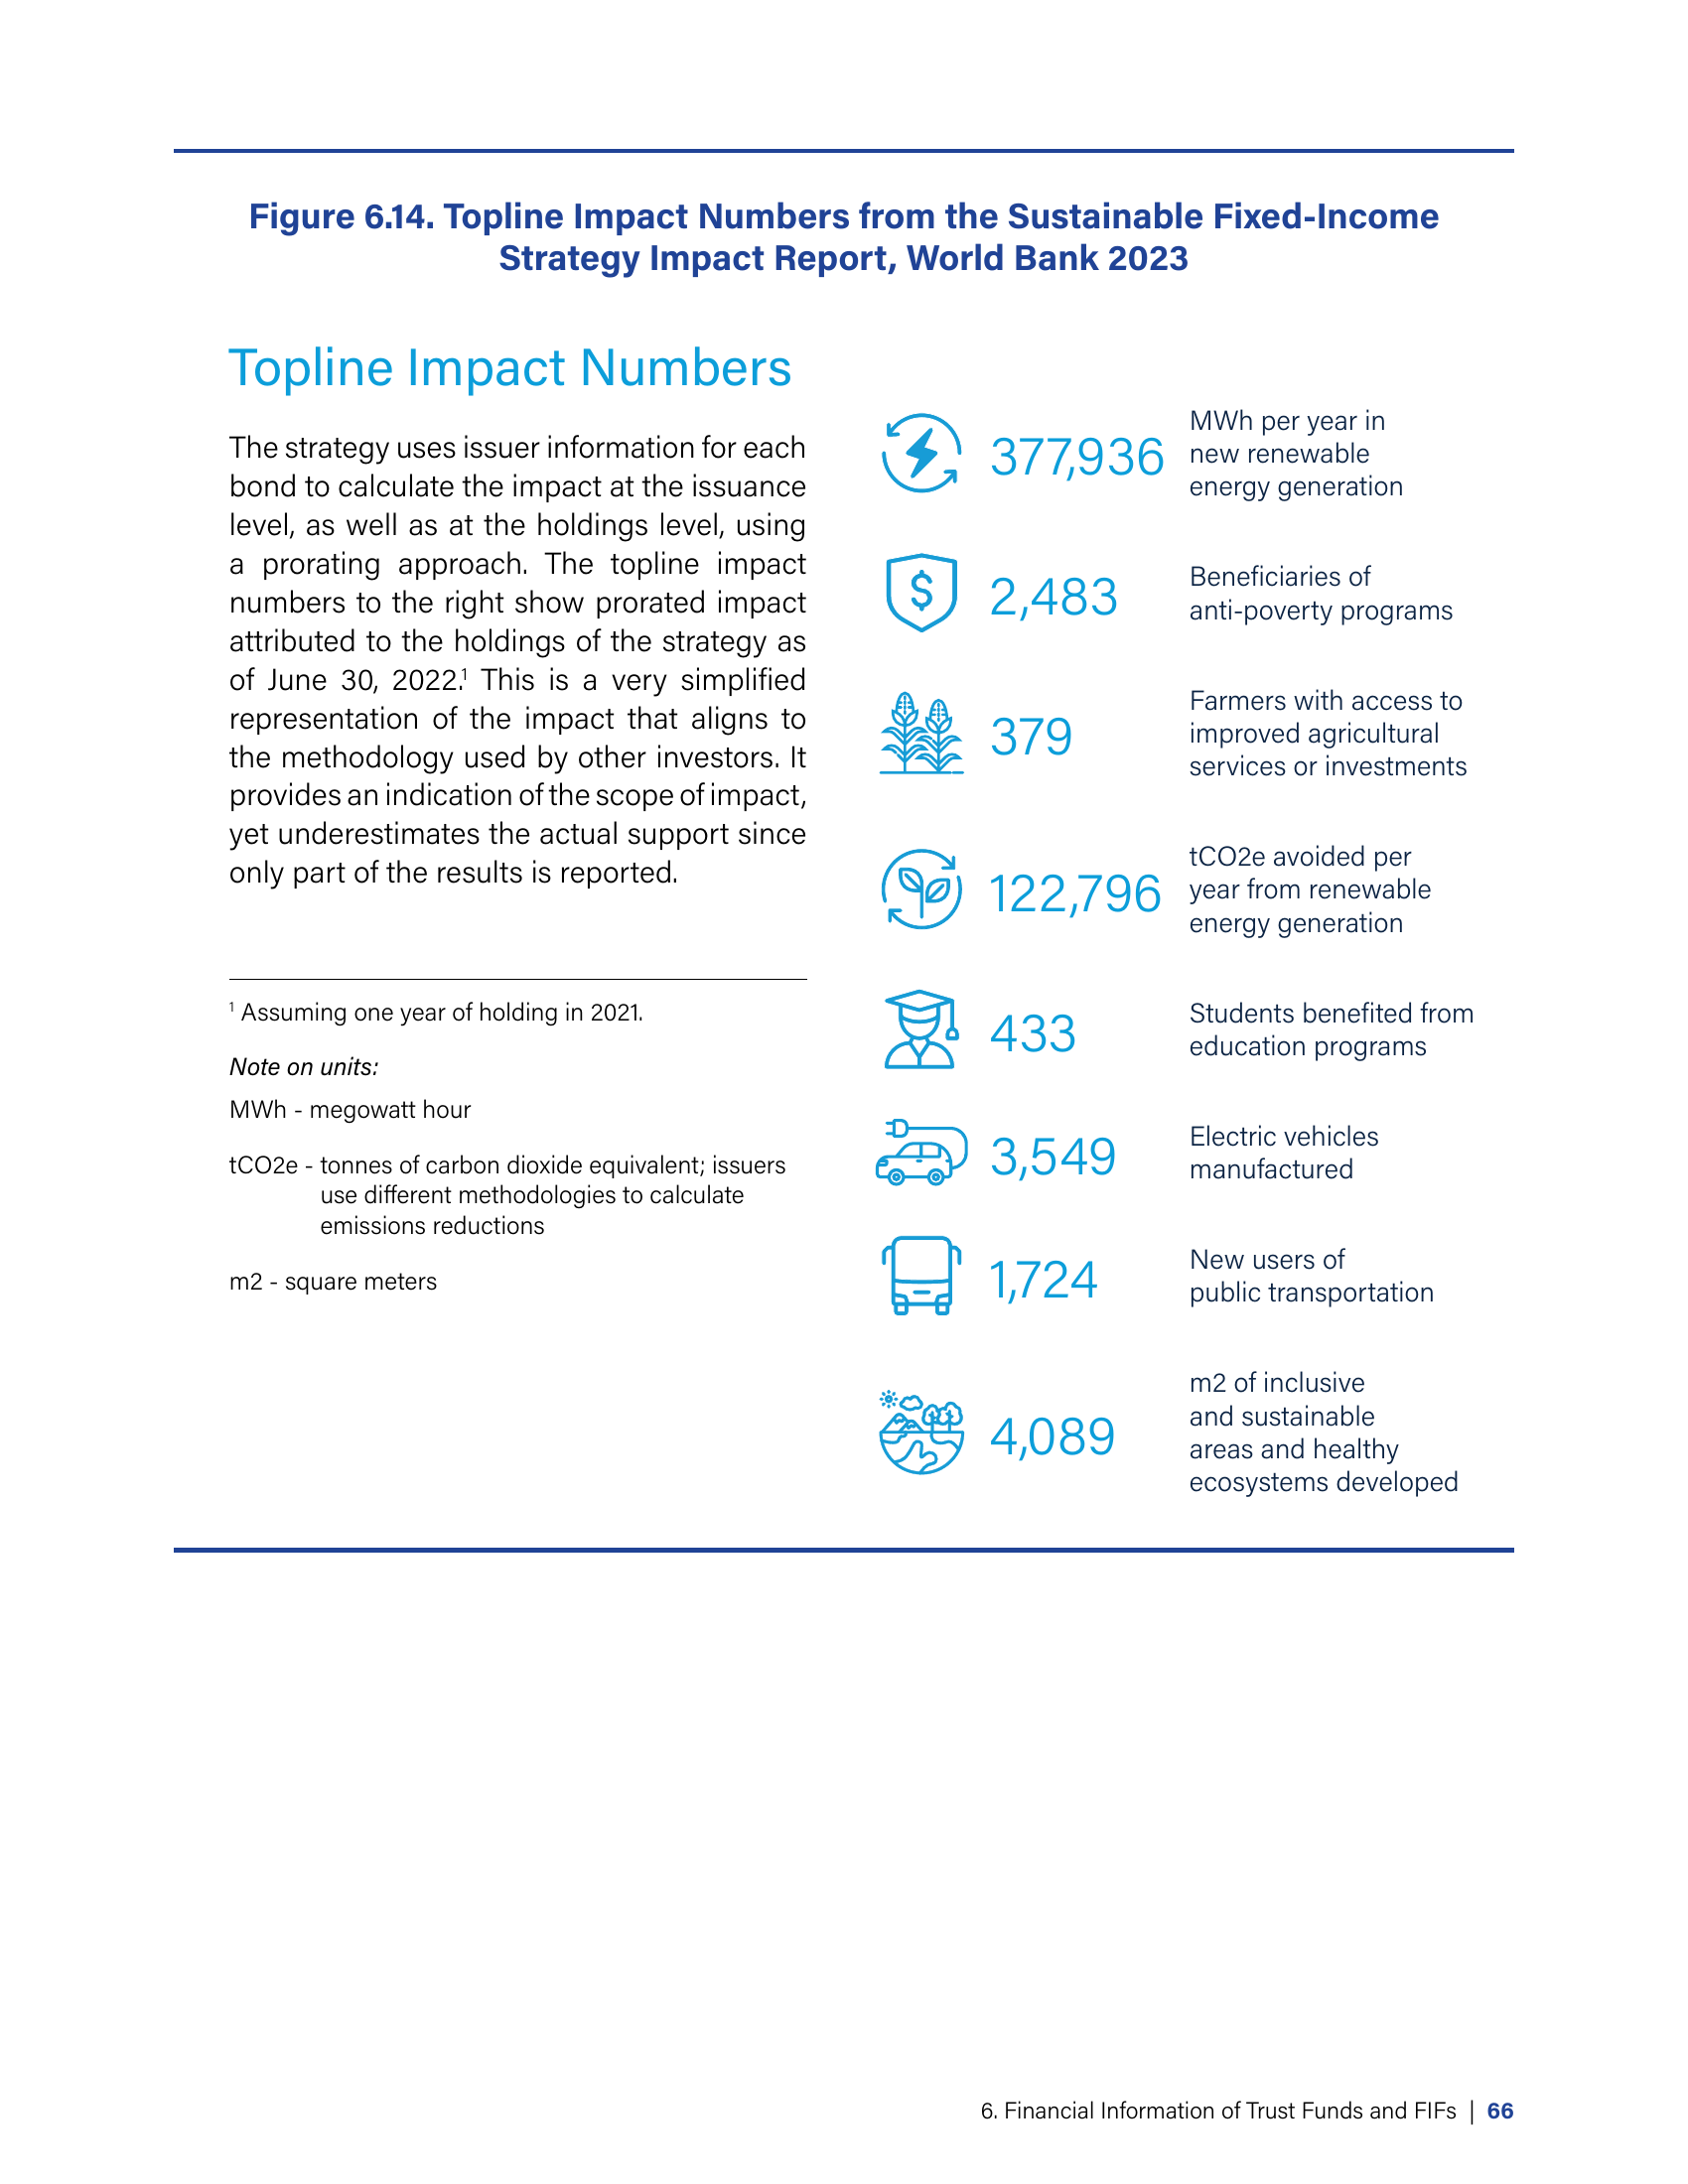 Figure 6.14. Topline Impact Numbers from the Sustainable Fixed-Income
Strategy Impact Report, World Bank 2023
Topline Impact Numbers
The strategy uses issuer information for each
bond to calculate the impact at the issuance
level, as well as at the holdings level, using
a prorating approach. The topline impact
numbers to the right show prorated impact
attributed to the holdings of the strategy as
of June 30, 2022.¹ This is a very simplified
representation of the impact that aligns to
the methodology used by other investors. It
provides an indication of the scope of impact,
yet underestimates the actual support since
only part of the results is reported.
¹ Assuming one year of holding in 2021.
Note on units:
MWh - megowatt hour
tCO2e - tonnes of carbon dioxide equivalent; issuers
use different methodologies to calculate
emissions reductions
m2 - square meters
377,936
MWh per year in
new renewable
energy generation
$
2,483
Beneficiaries of
anti-poverty programs
379
Farmers with access to
improved agricultural
services or investments
122,796
tCO2e avoided per
year from renewable
energy generation
433
Students benefited from
education programs
3,549
Electric vehicles
manufactured
1,724
New users of
public transportation
4,089
m2 of inclusive
and sustainable
areas and healthy
ecosystems developed
6. Financial Information of Trust Funds and FIFs | 66